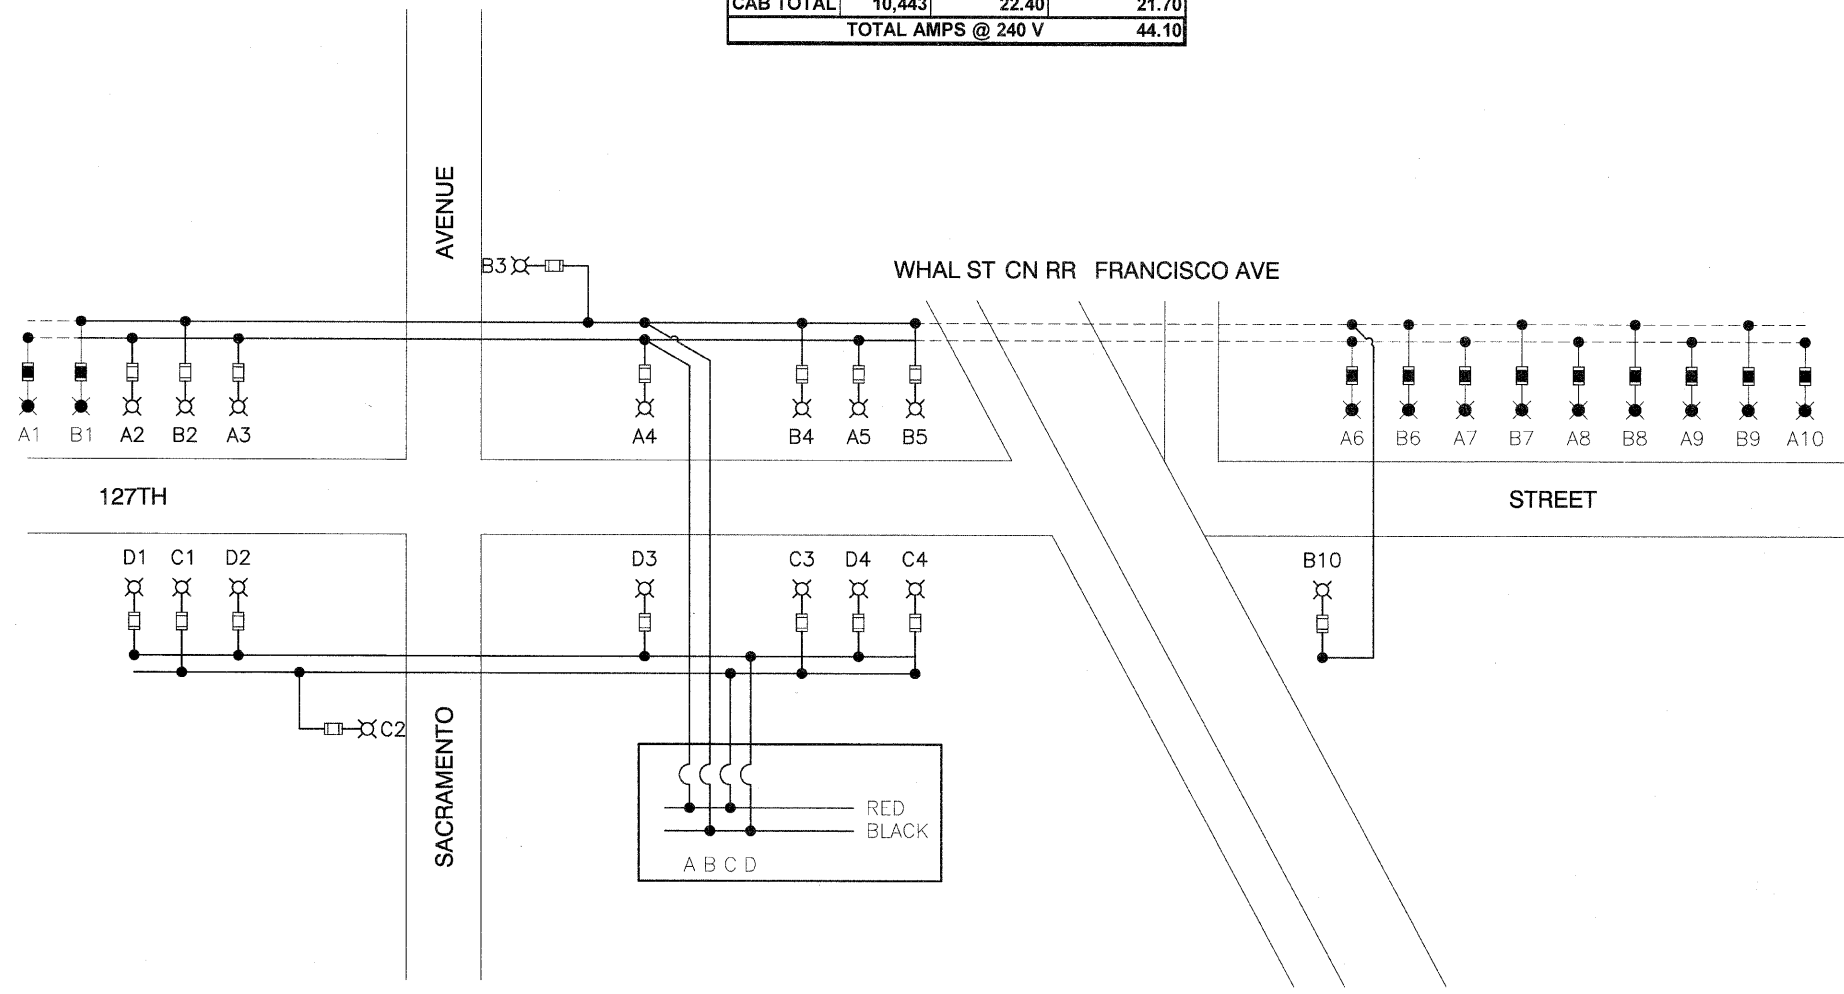 CAB TOTAL 10,443 22.40 21.70
TOTAL AMPS @ 240 V 44.10
AVENUE
B3
WHAL ST CN RR FRANCISCO AVE
A1 B1 A2 B2 A3 A4 B4 A5 B5 A6 B6 A7 B7 A8 B8 A9 B9 A10
127TH STREET
D1 C1 D2 D3 C3 D4 C4 B10
C2
SACRAMENTO
RED
BLACK
A B C D